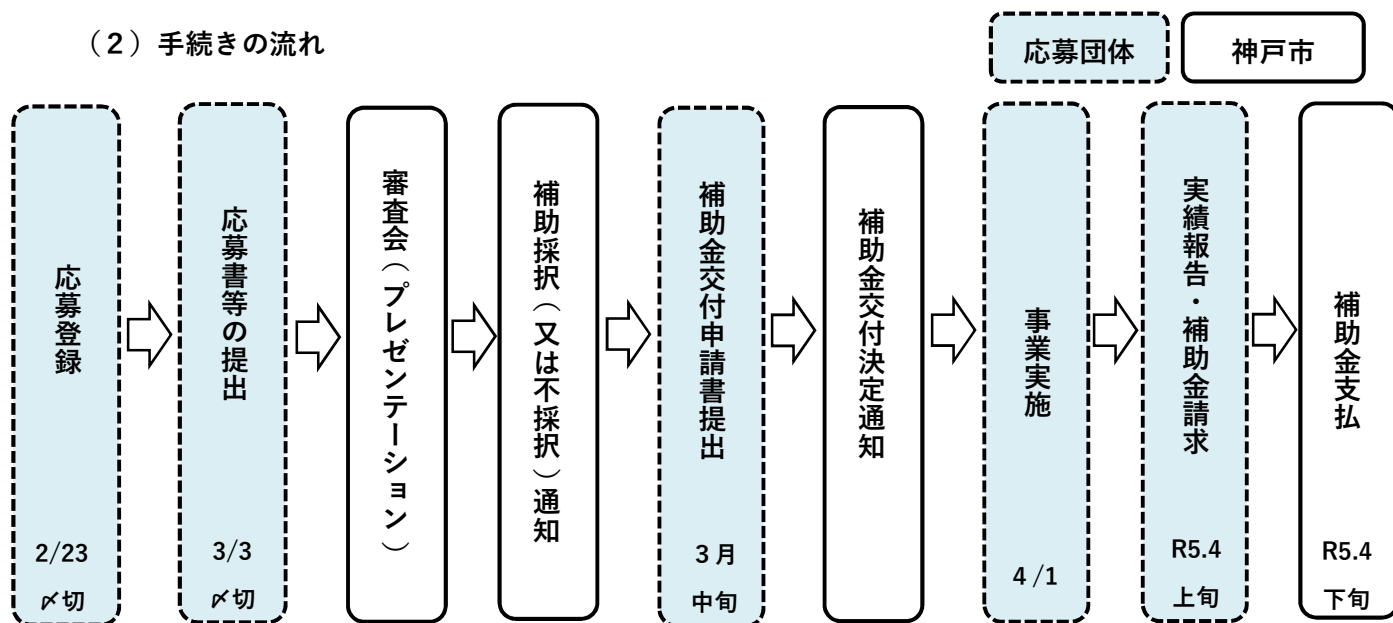 （２）手続きの流れ
応募団体
神戸市
応募登録
2/23
〆切
応募書等の提出
3/3
〆切
審査会（プレゼンテーション）
補助採択（又は不採択）通知
補助金交付申請書提出
３月
中旬
補助金交付決定通知
事業実施
４/1
実績報告・補助金請求
R5.4
上旬
補助金支払
R5.4
下旬